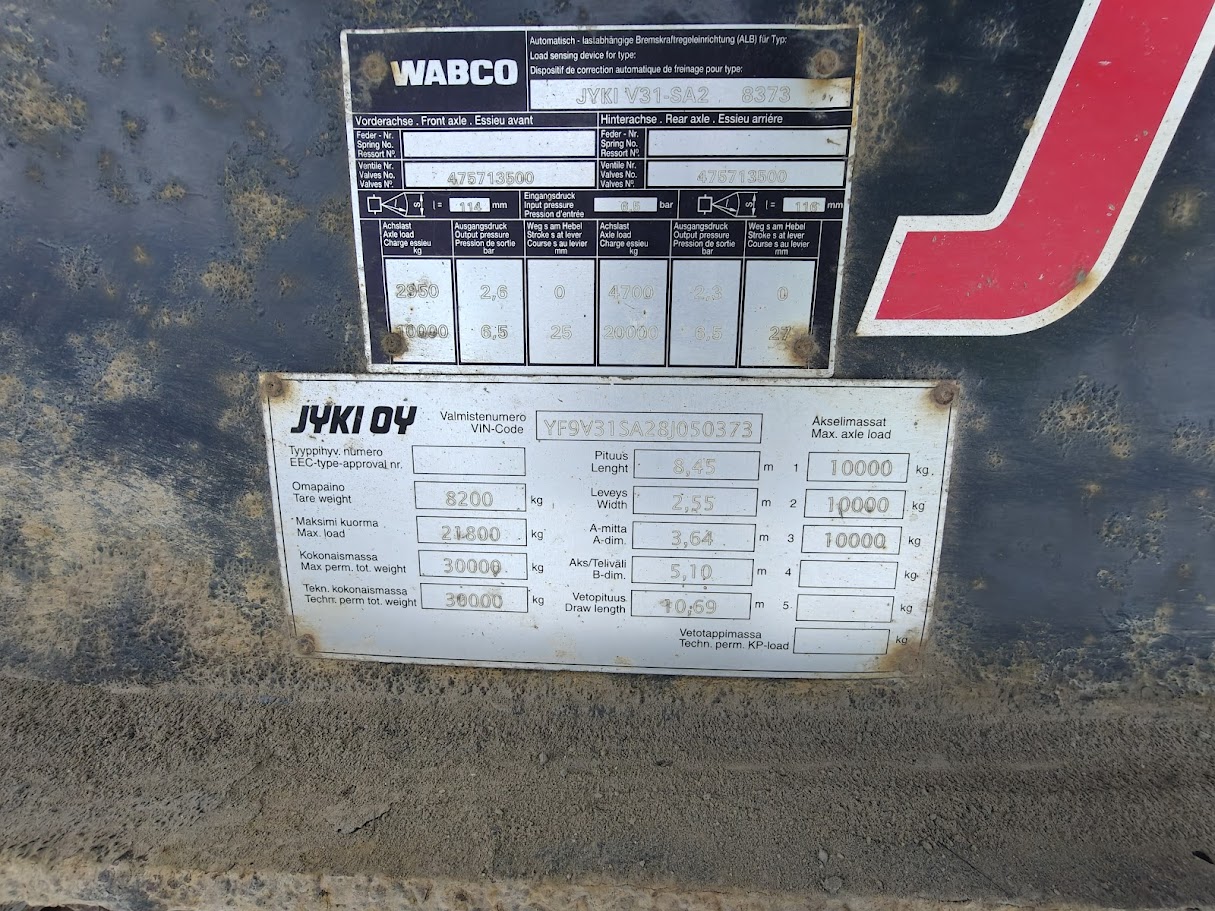 WABCO
Automatisch - lastabhängige Bremskraftregeleinrichtung (ALB) für Typ:
Load sensing device for type:
Dispositif de correction automatique de freinage pour type:
JYKI V31-SA2 8373
Vorderachse . Front axle . Essieu avant Hinterachse . Rear axle . Essieu arriére
Feder - Nr. Feder - Nr.
Spring No. Spring No.
Ressort Nº. Ressort Nº.
Ventile Nr. Ventile Nr.
Valves No. 475713500 Valves No. 475713500
Valves Nº. Valves Nº.
Eingangsdruck
s l = 114 mm Input pressure 6,5 bar s l = 116 mm
Pression d'entrée
Achslast Ausgangsdruck Weg s am Hebel Achslast Ausgangsdruck Weg s am Hebel
Axle load Output pressure Stroke s at lever Axle load Output pressure Stroke s at lever
Charge essieu Pression de sortie Course s au levier Charge essieu Pression de sortie Course s au levier
kg bar mm kg bar mm
2950 2,6 0 4700 2,3 0
10000 6,5 25 20000 6,5 27
JYKI OY
Valmistenumero
VIN-Code
YF9V31SA28J050373
Akselimassat
Max. axle load
Tyyppihyv. numero
EEC-type-approval nr.
Pituus
Lenght 8,45 m 1 10000 kg.
Omapaino
Tare weight 8200 kg
Leveys
Width 2,55 m 2 10000 kg
Maksimi kuorma
Max. load 21800 kg
A-mitta
A-dim. 3,64 m 3 10000 kg
Kokonaismassa
Max perm. tot. weight 30000 kg
Aks/Teliväli
B-dim. 5,10 m 4 kg.
Tekn. kokonaismassa
Techn. perm tot. weight 30000 kg
Vetopituus
Draw length 10,69 m 5. kg
Vetotappimassa
Techn. perm. KP-load kg